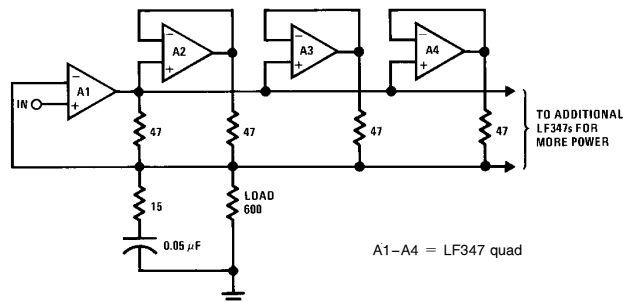 A2
A3
A4
A1
IN
TO ADDITIONAL
LF347s FOR
MORE POWER
47
47
47
47
15
LOAD
600
0.05 µF
A1–A4 = LF347 quad